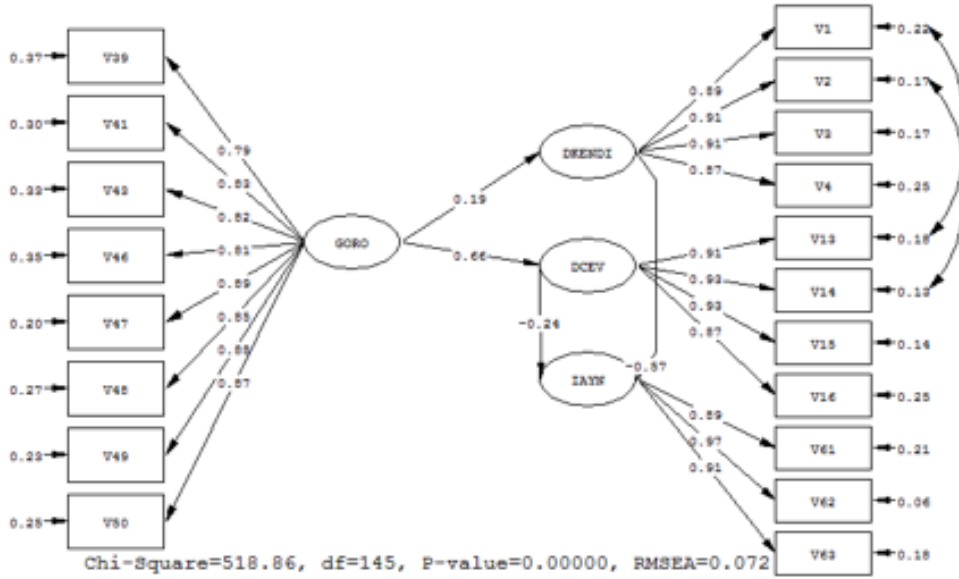 0.37 V39
0.30 V41
0.33 V43
0.35 V46
0.20 V47
0.27 V48
0.23 V49
0.25 V50
0.79
0.83
0.82
0.81
0.89
0.85
0.88
0.87
GORO
0.19
0.66
DKENDI
DCEV
-0.24
IAYN
-0.57
0.89
0.91
0.91
0.87
0.91
0.93
0.93
0.87
0.89
0.97
0.91
V1 0.22
V2 0.17
V3 0.17
V4 0.25
V13 0.18
V14 0.13
V15 0.14
V16 0.25
V61 0.21
V62 0.06
V63 0.18
Chi-Square=518.86, df=145, P-value=0.00000, RMSEA=0.072